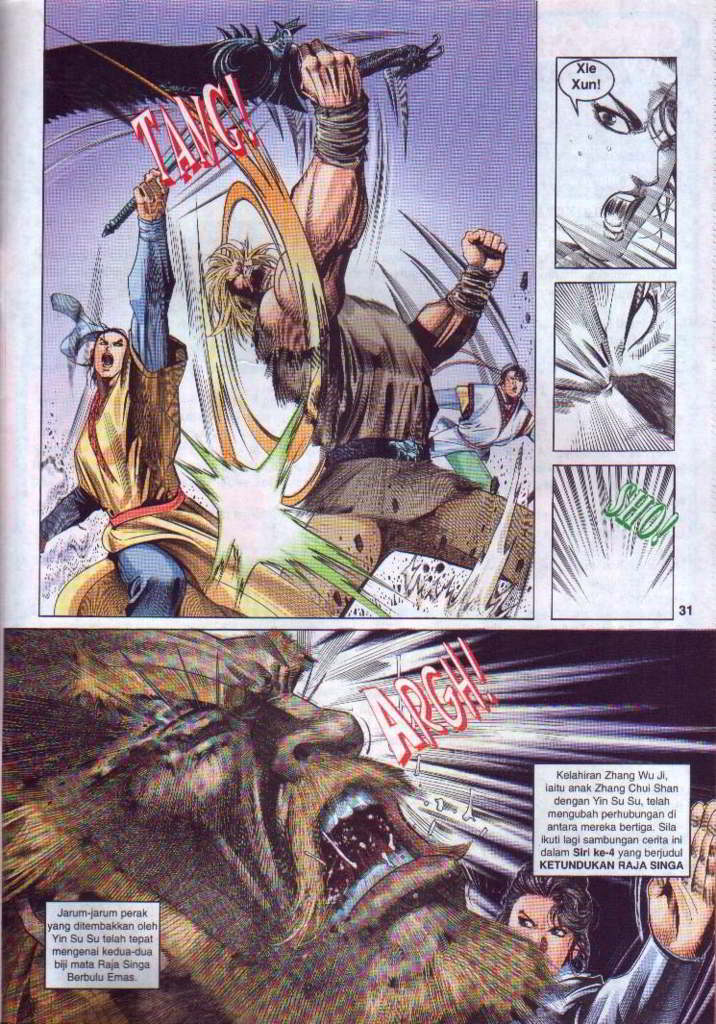 TANG!
Xie
Xun!
SHO!
31
ARGH!
Kelahiran Zhang Wu Ji,
iaitu anak Zhang Chui Shan
dengan Yin Su Su, telah
mengubah perhubungan di
antara mereka bertiga. Sila
ikuti lagi sambungan cerita ini
dalam Siri ke-4 yang berjudul
KETUNDUKAN RAJA SINGA
Jarum-jarum perak
yang ditembakkan oleh
Yin Su Su telah tepat
mengenai kedua-dua
biji mata Raja Singa
Berbulu Emas.